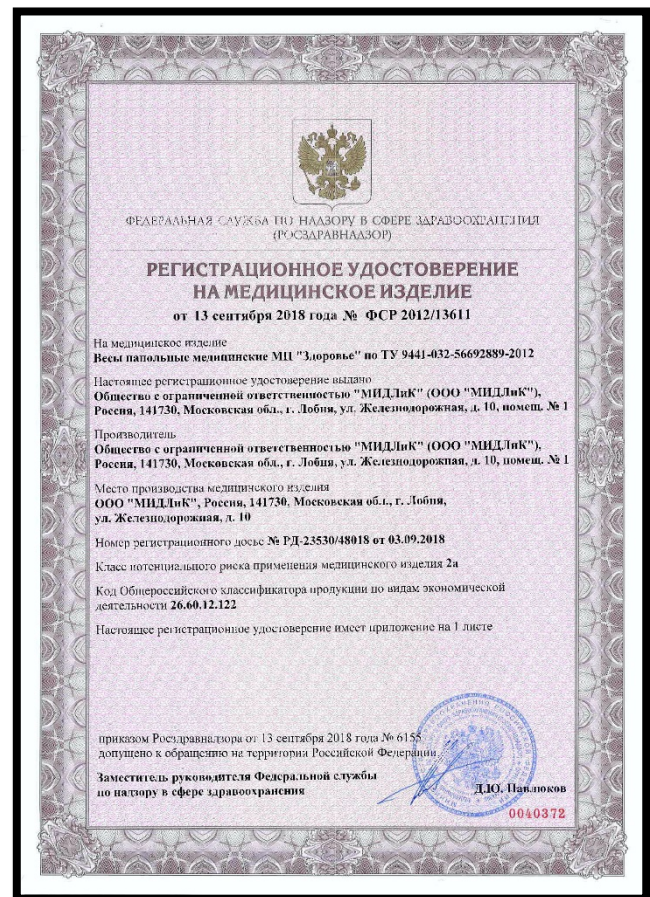 ФЕДЕРАЛЬНАЯ СЛУЖБА ПО НАДЗОРУ В СФЕРЕ ЗДРАВООХРАНЕНИЯ
(РОСЗДРАВНАДЗОР)
РЕГИСТРАЦИОННОЕ УДОСТОВЕРЕНИЕ
НА МЕДИЦИНСКОЕ ИЗДЕЛИЕ
от 13 сентября 2018 года № ФСР 2012/13611
На медицинское изделие
Весы напольные медицинские МЦ "Здоровье" по ТУ 9441-032-56692889-2012
Настоящее регистрационное удостоверение выдано
Общество с ограниченной ответственностью "МИДЛиК" (ООО "МИДЛиК"),
Россия, 141730, Московская обл., г. Лобня, ул. Железнодорожная, д. 10, помещ. № 1
Производитель
Общество с ограниченной ответственностью "МИДЛиК" (ООО "МИДЛиК"),
Россия, 141730, Московская обл., г. Лобня, ул. Железнодорожная, д. 10, помещ. № 1
Место производства медицинского изделия
ООО "МИДЛиК", Россия, 141730, Московская обл., г. Лобня,
ул. Железнодорожная, д. 10
Номер регистрационного досье № РД-23530/48018 от 03.09.2018
Класс потенциального риска применения медицинского изделия 2а
Код Общероссийского классификатора продукции по видам экономической
деятельности 26.60.12.122
Настоящее регистрационное удостоверение имеет приложение на 1 листе
приказом Росздравнадзора от 13 сентября 2018 года № 6155
допущено к обращению на территории Российской Федерации.
Заместитель руководителя Федеральной службы
по надзору в сфере здравоохранения
Д.Ю. Павлюков
0040372